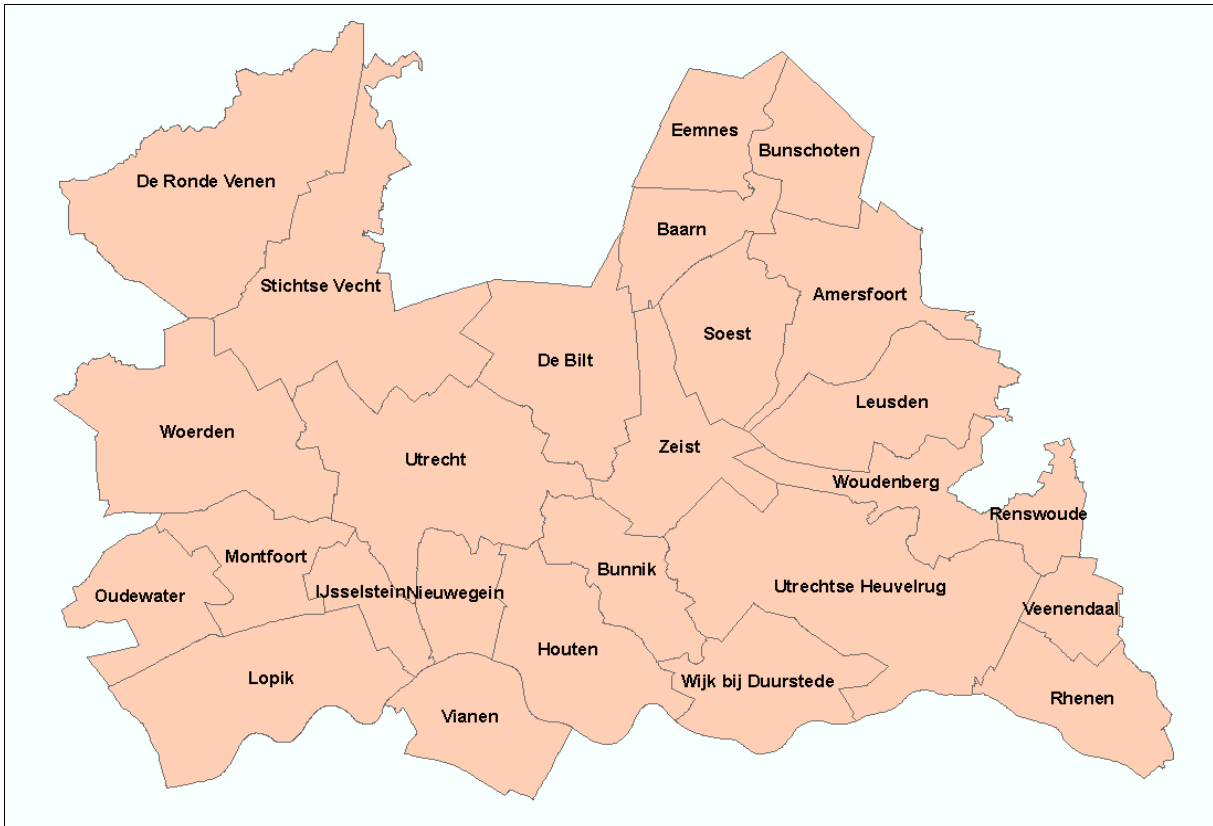 Eemnes
Bunschoten
De Ronde Venen
Baarn
Stichtse Vecht
Amersfoort
Soest
De Bilt
Leusden
Woerden
Zeist
Utrecht
Woudenberg
Renswoude
Montfoort
Bunnik
Utrechtse Heuvelrug
IJsselstein
Nieuwegein
Oudewater
Veenendaal
Houten
Lopik
Wijk bij Duurstede
Rhenen
Vianen